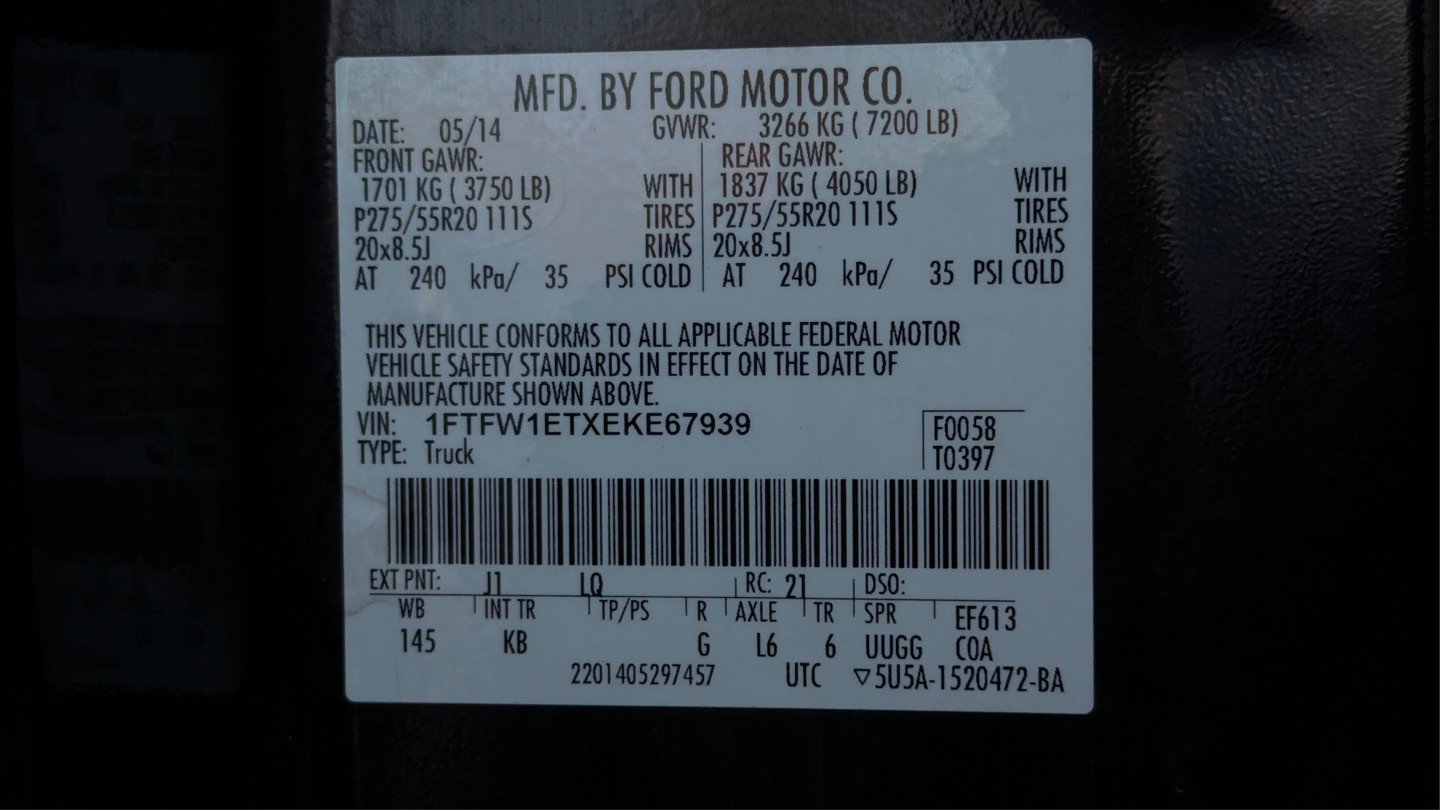 MFD. BY FORD MOTOR CO.
DATE: 05/14 GVWR: 3266 KG ( 7200 LB)
FRONT GAWR: REAR GAWR:
1701 KG ( 3750 LB) WITH 1837 KG ( 4050 LB) WITH
P275/55R20 111S TIRES P275/55R20 111S TIRES
20x8.5J RIMS 20x8.5J RIMS
AT 240 kPa/ 35 PSI COLD AT 240 kPa/ 35 PSI COLD
THIS VEHICLE CONFORMS TO ALL APPLICABLE FEDERAL MOTOR
VEHICLE SAFETY STANDARDS IN EFFECT ON THE DATE OF
MANUFACTURE SHOWN ABOVE.
VIN: 1FTFW1ETXEKE67939 F0058
TYPE: Truck T0397
EXT PNT: J1 LQ RC: 21 DSO:
WB INT TR TP/PS R AXLE TR SPR EF613
145 KB G L6 6 UUGG COA
2201405297457 UTC ▽5U5A-1520472-BA